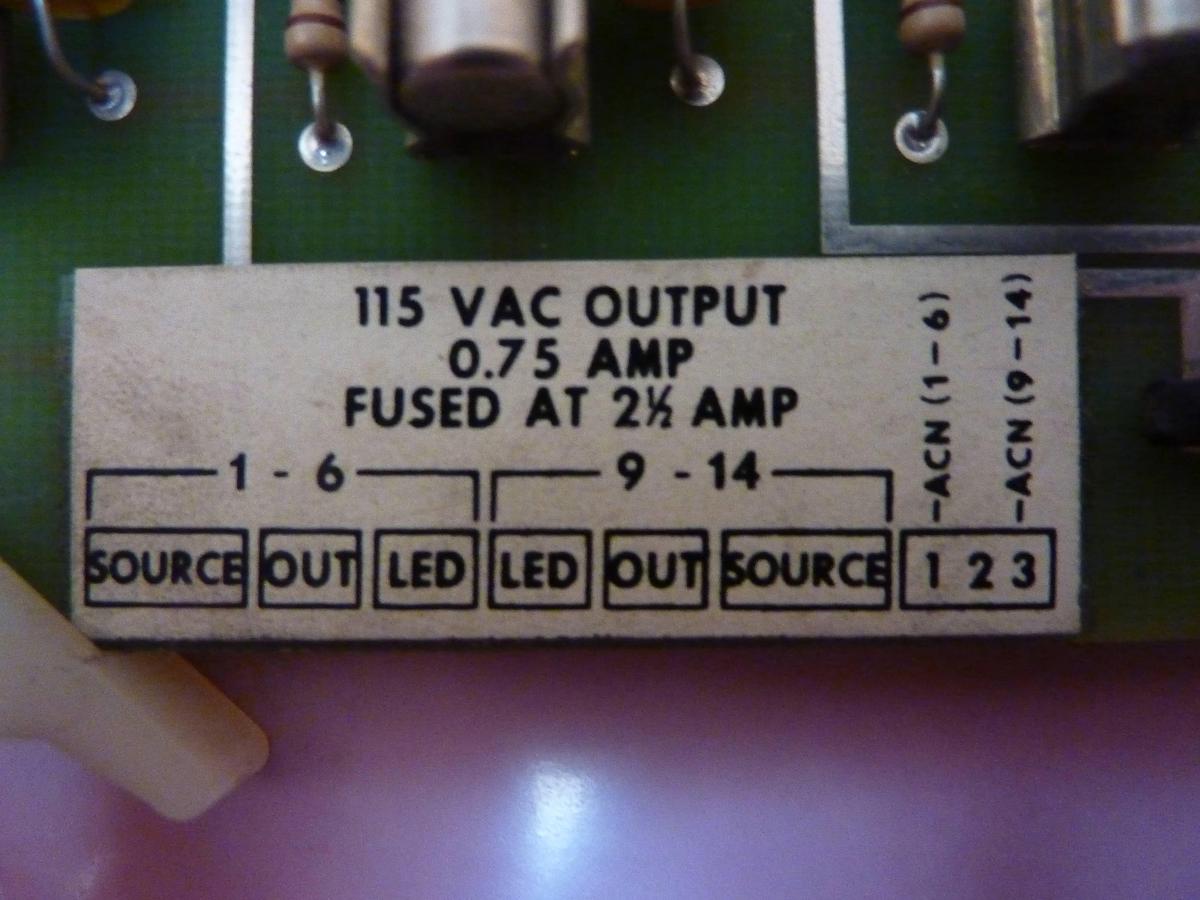 115 VAC OUTPUT
0.75 AMP
FUSED AT 2½ AMP
1 - 6
9 - 14
SOURCE OUT LED LED OUT SOURCE 1 2 3
-ACN (1-6)
-ACN (9-14)